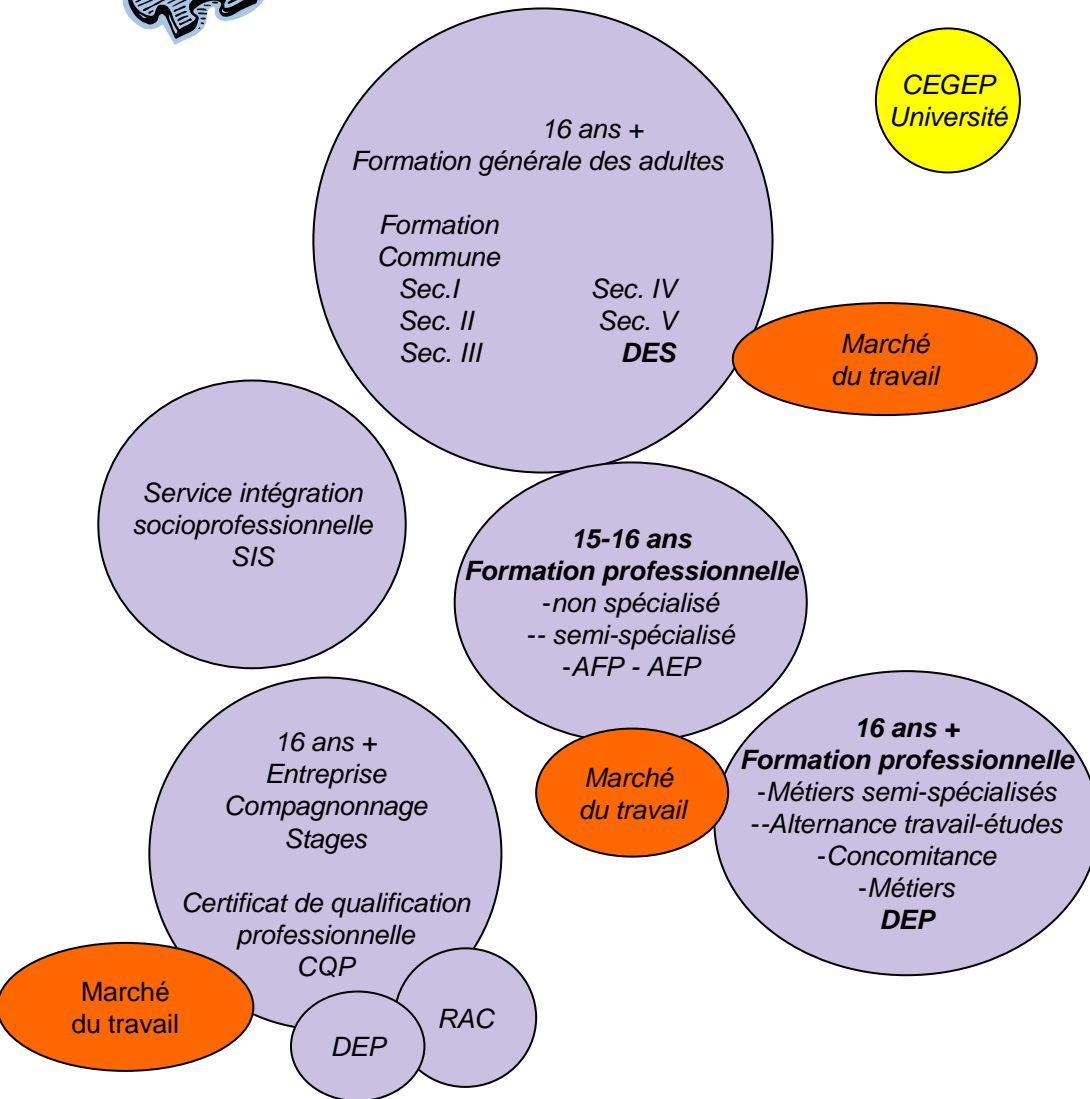 CEGEP
Université
16 ans +
Formation générale des adultes
Formation
Commune
Sec.I
Sec. II
Sec. III
Sec. IV
Sec. V
DES
Marché
du travail
Service intégration
socioprofessionnelle
SIS
15-16 ans
Formation professionnelle
-non spécialisé
-- semi-spécialisé
-AFP - AEP
Marché
du travail
16 ans +
Formation professionnelle
-Métiers semi-spécialisés
--Alternance travail-études
-Concomitance
-Métiers
DEP
16 ans +
Entreprise
Compagnonnage
Stages
Certificat de qualification
professionnelle
CQP
Marché
du travail
DEP
RAC